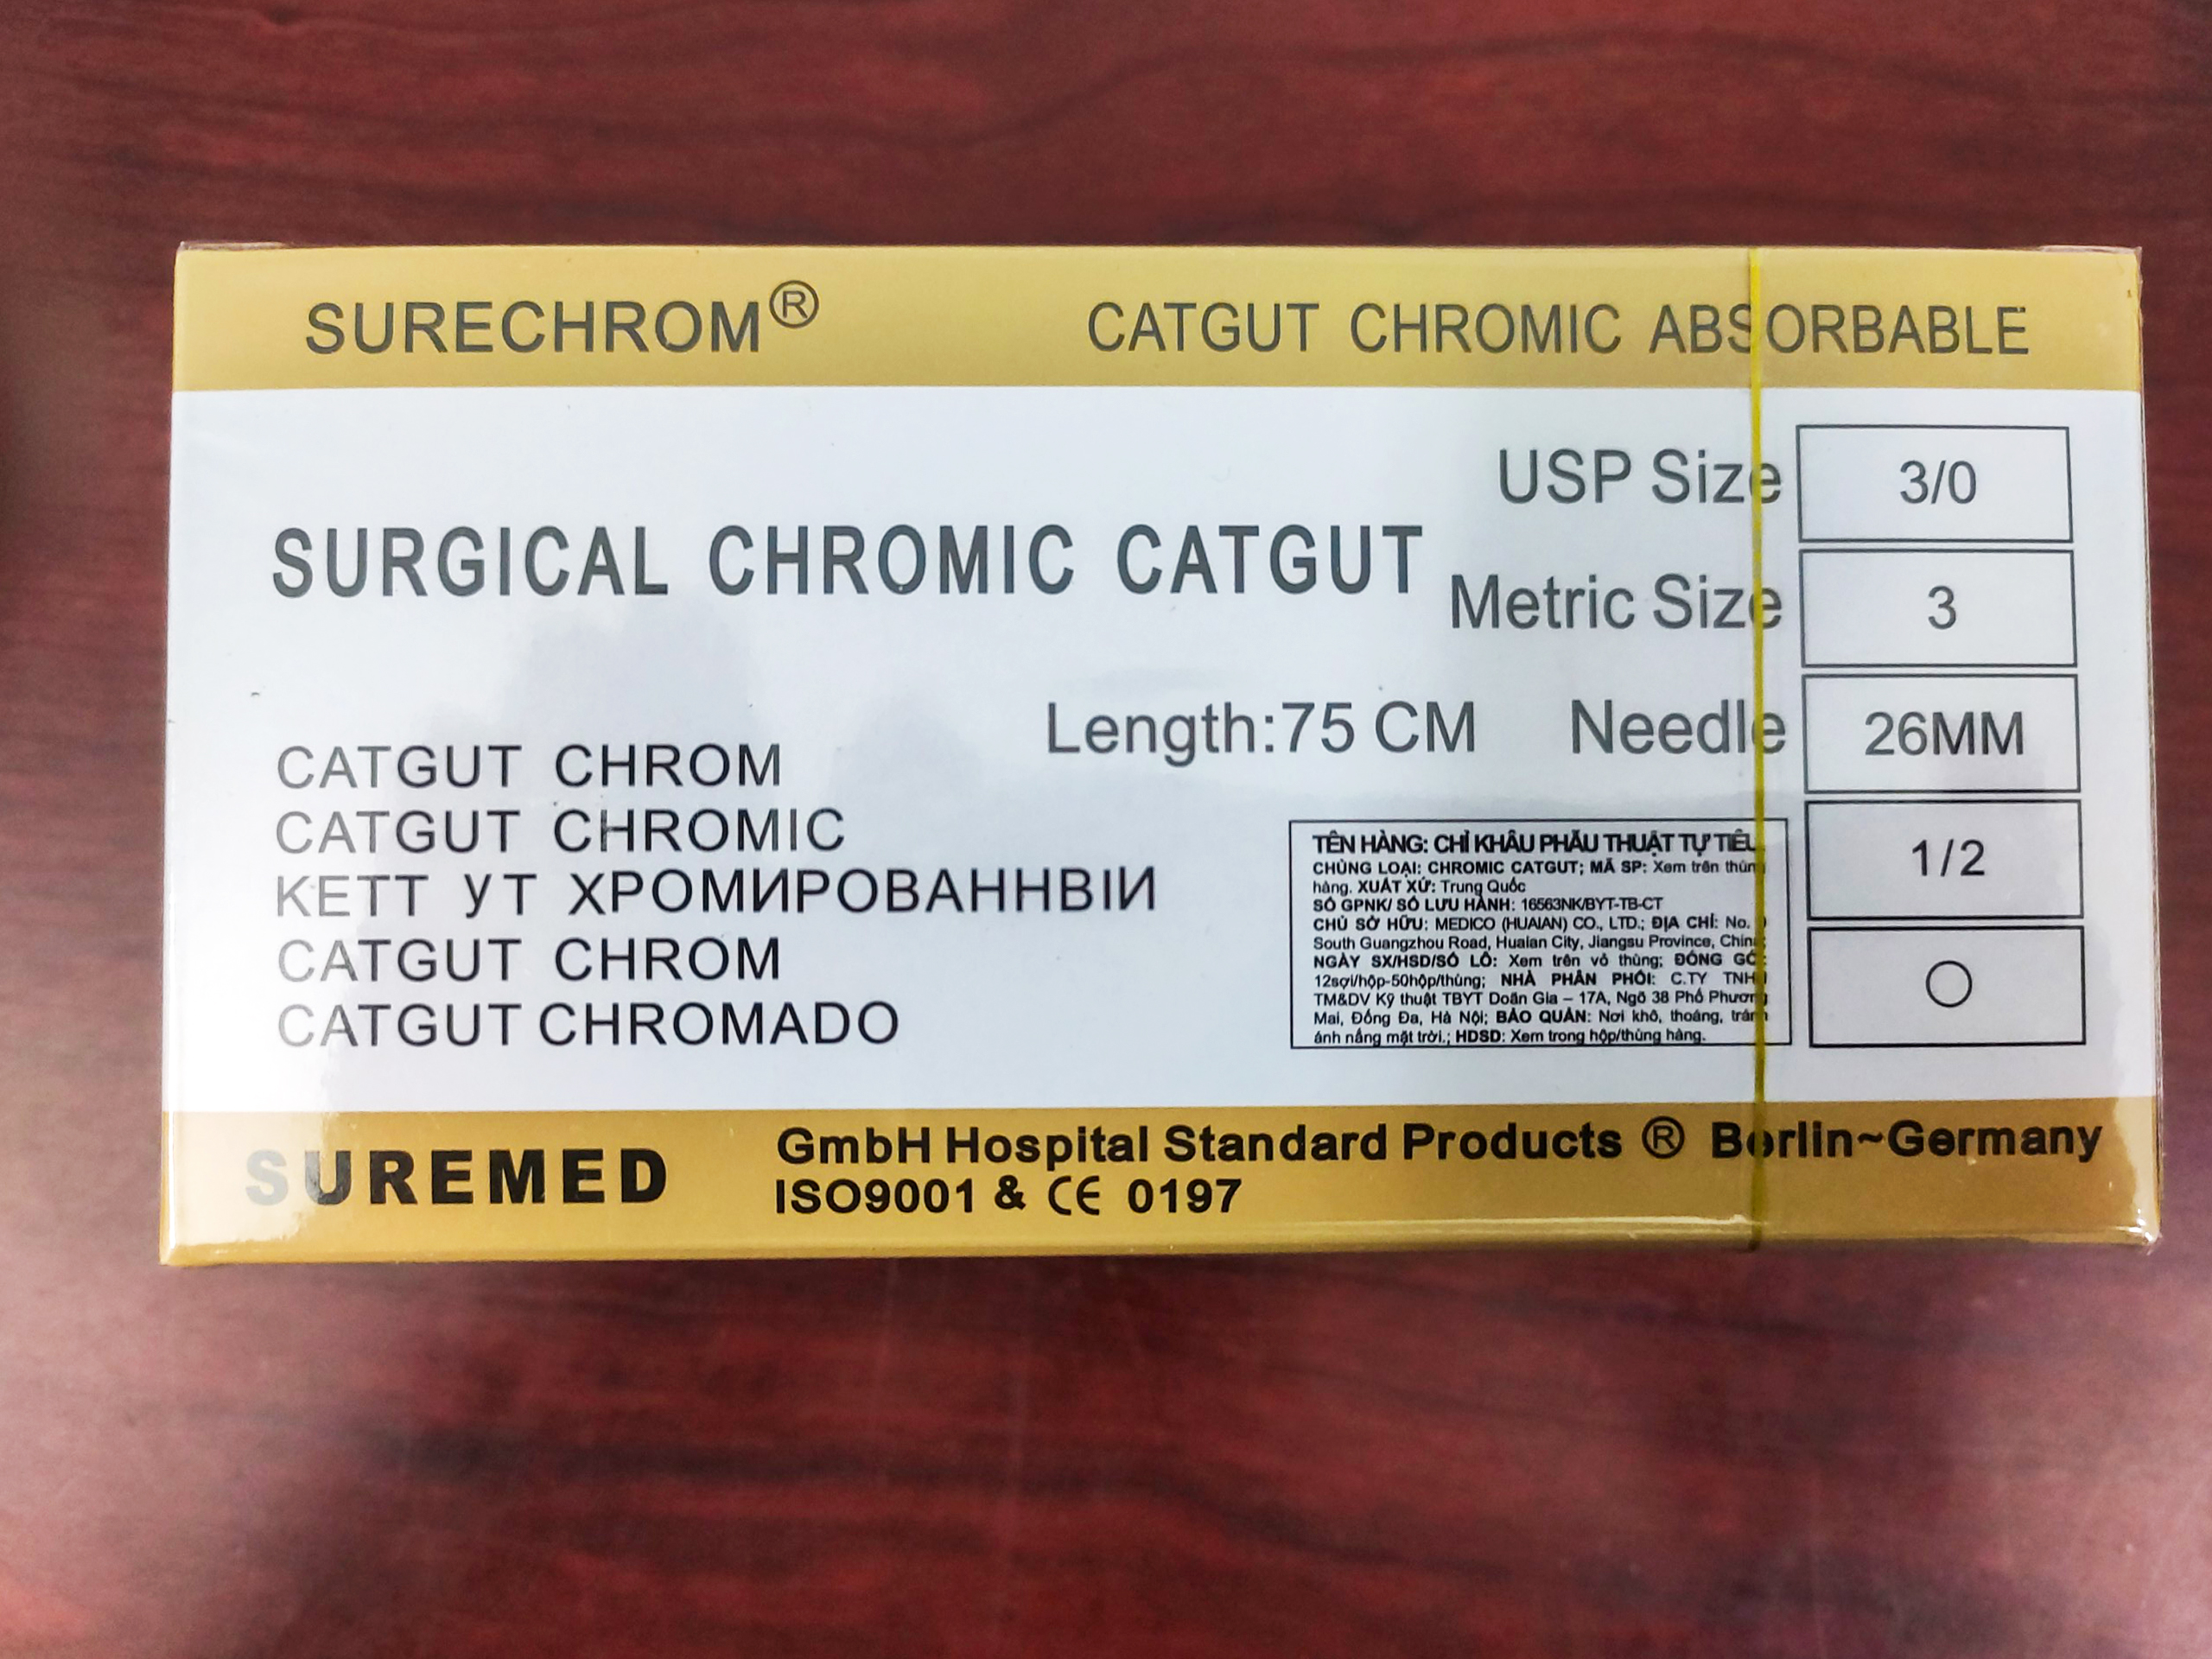 SURECHROM® CATGUT CHROMIC ABSORBABLE
USP Size 3/0
SURGICAL CHROMIC CATGUT
Metric Size 3
Length:75 CM Needle 26MM
1/2
CATGUT CHROM
CATGUT CHROMIC
KETT yT ХРОМИРОВАННВІЙ
CATGUT CHROM
CATGUT CHROMADO
TÊN HÀNG: CHỈ KHÂU PHẪU THUẬT TỰ TIÊU
CHỦNG LOẠI: CHROMIC CATGUT; MÃ SP: Xem trên thùng
hàng. XUẤT XỨ: Trung Quốc
SỐ GPNK/ SỐ LƯU HÀNH: 16563NK/BYT-TB-CT
CHỦ SỞ HỮU: MEDICO (HUAIAN) CO., LTD.; ĐỊA CHỈ: No.
South Guangzhou Road, Huaian City, Jiangsu Province, China;
NGÀY SX/HSD/SỐ LÔ: Xem trên vỏ thùng; ĐÓNG GÓI:
12sợi/hộp-50hộp/thùng; NHÀ PHÂN PHỐI: C.TY TNHH
TM&DV Kỹ thuật TBYT Doãn Gia – 17A, Ngõ 38 Phố Phương
Mai, Đống Đa, Hà Nội; BẢO QUẢN: Nơi khô, thoáng, tránh
ánh nắng mặt trời.; HDSD: Xem trong hộp/thùng hàng.
SUREMED GmbH Hospital Standard Products ® Berlin~Germany
ISO9001 & CE 0197